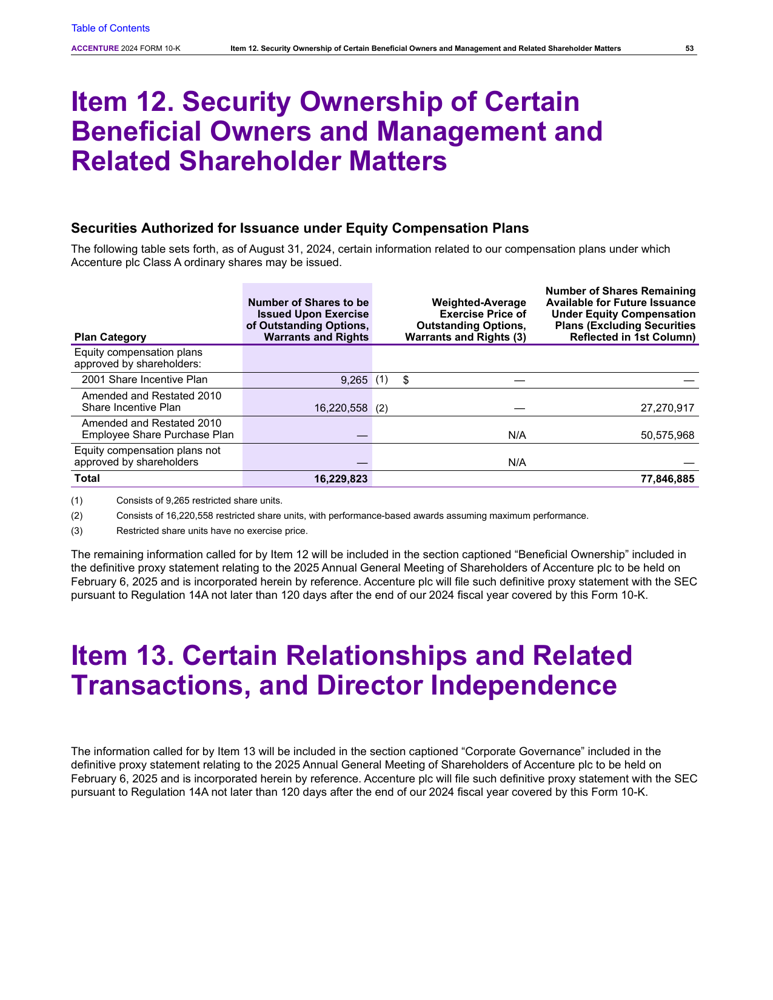 Table of Contents
ACCENTURE 2024 FORM 10-K Item 12. Security Ownership of Certain Beneficial Owners and Management and Related Shareholder Matters 53
Item 12. Security Ownership of Certain
Beneficial Owners and Management and
Related Shareholder Matters
Securities Authorized for Issuance under Equity Compensation Plans
The following table sets forth, as of August 31, 2024, certain information related to our compensation plans under which
Accenture plc Class A ordinary shares may be issued.
Plan Category
Number of Shares to be
Issued Upon Exercise
of Outstanding Options,
Warrants and Rights
Weighted-Average
Exercise Price of
Outstanding Options,
Warrants and Rights (3)
Number of Shares Remaining
Available for Future Issuance
Under Equity Compensation
Plans (Excluding Securities
Reflected in 1st Column)
Equity compensation plans
approved by shareholders:
2001 Share Incentive Plan 9,265 (1) $ — —
Amended and Restated 2010
Share Incentive Plan 16,220,558 (2) — 27,270,917
Amended and Restated 2010
Employee Share Purchase Plan — N/A 50,575,968
Equity compensation plans not
approved by shareholders — N/A —
Total 16,229,823 77,846,885
(1) Consists of 9,265 restricted share units.
(2) Consists of 16,220,558 restricted share units, with performance-based awards assuming maximum performance.
(3) Restricted share units have no exercise price.
The remaining information called for by Item 12 will be included in the section captioned “Beneficial Ownership” included in
the definitive proxy statement relating to the 2025 Annual General Meeting of Shareholders of Accenture plc to be held on
February 6, 2025 and is incorporated herein by reference. Accenture plc will file such definitive proxy statement with the SEC
pursuant to Regulation 14A not later than 120 days after the end of our 2024 fiscal year covered by this Form 10-K.
Item 13. Certain Relationships and Related
Transactions, and Director Independence
The information called for by Item 13 will be included in the section captioned “Corporate Governance” included in the
definitive proxy statement relating to the 2025 Annual General Meeting of Shareholders of Accenture plc to be held on
February 6, 2025 and is incorporated herein by reference. Accenture plc will file such definitive proxy statement with the SEC
pursuant to Regulation 14A not later than 120 days after the end of our 2024 fiscal year covered by this Form 10-K.